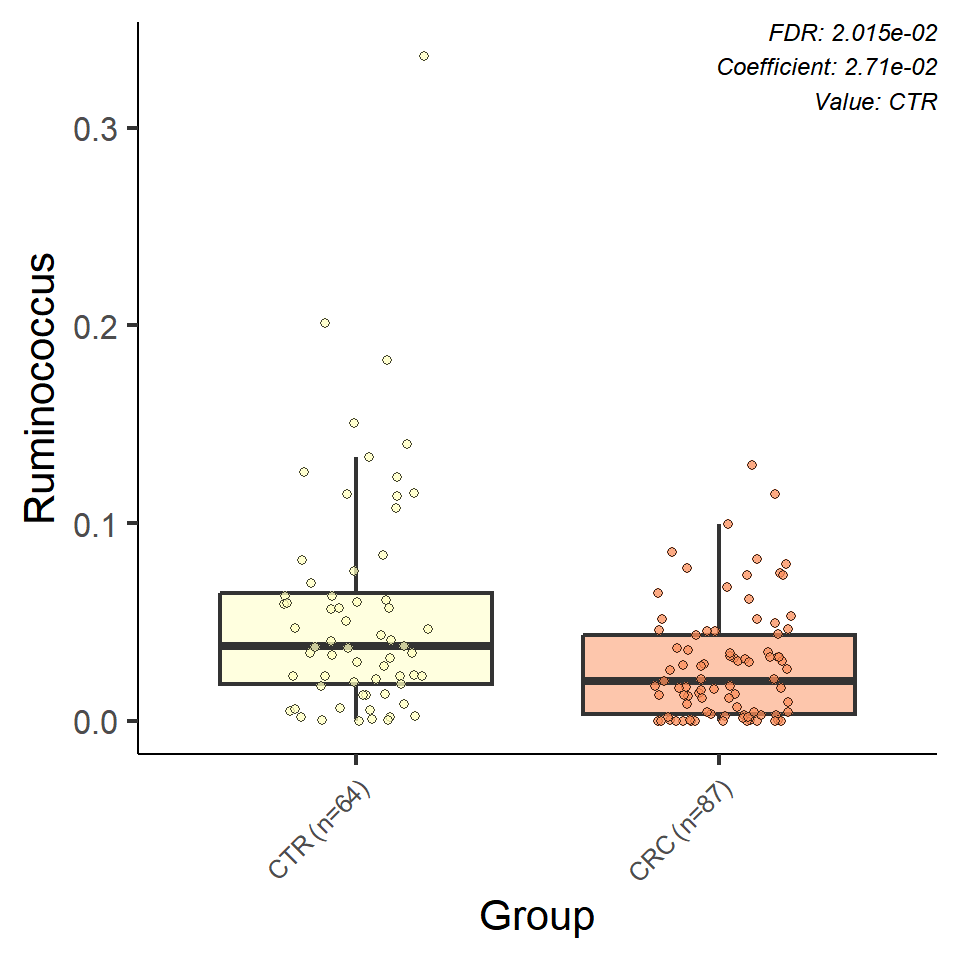 FDR: 2.015e-02
Coefficient: 2.71e-02
Value: CTR
Ruminococcus
0.3
0.2
0.1
0.0
CTR (n=64)
CRC (n=87)
Group